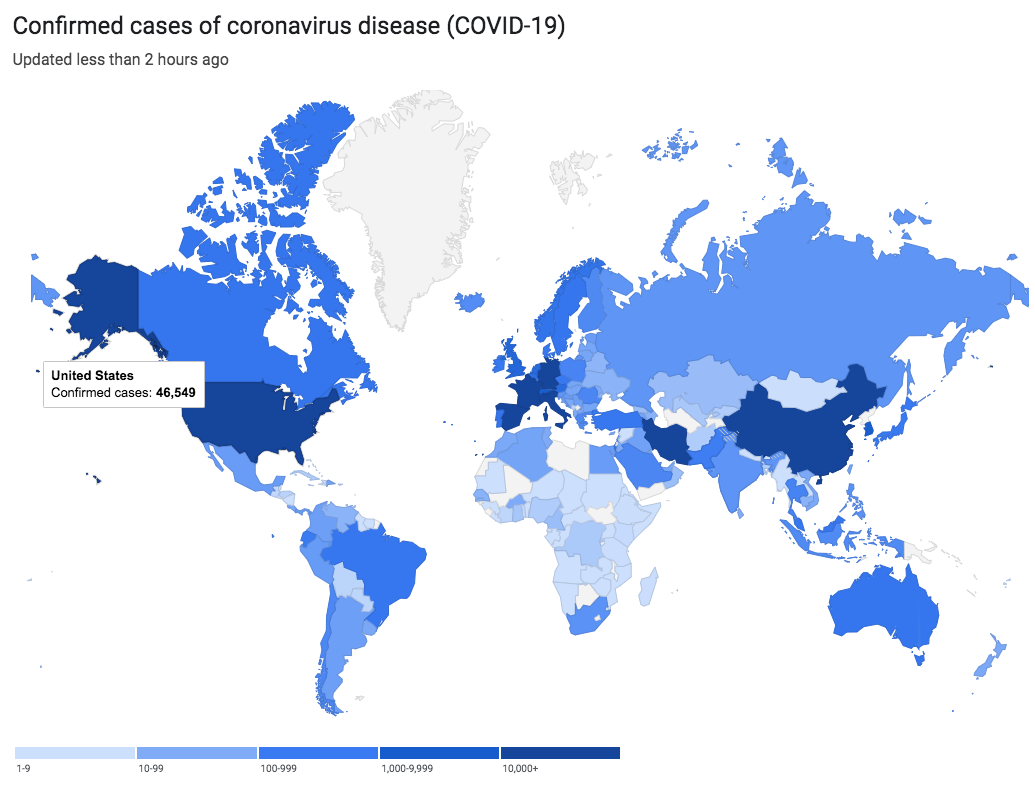 Confirmed cases of coronavirus disease (COVID-19)
Updated less than 2 hours ago
United States
Confirmed cases: 46,549
1-9
10-99
100-999
1,000-9,999
10,000+